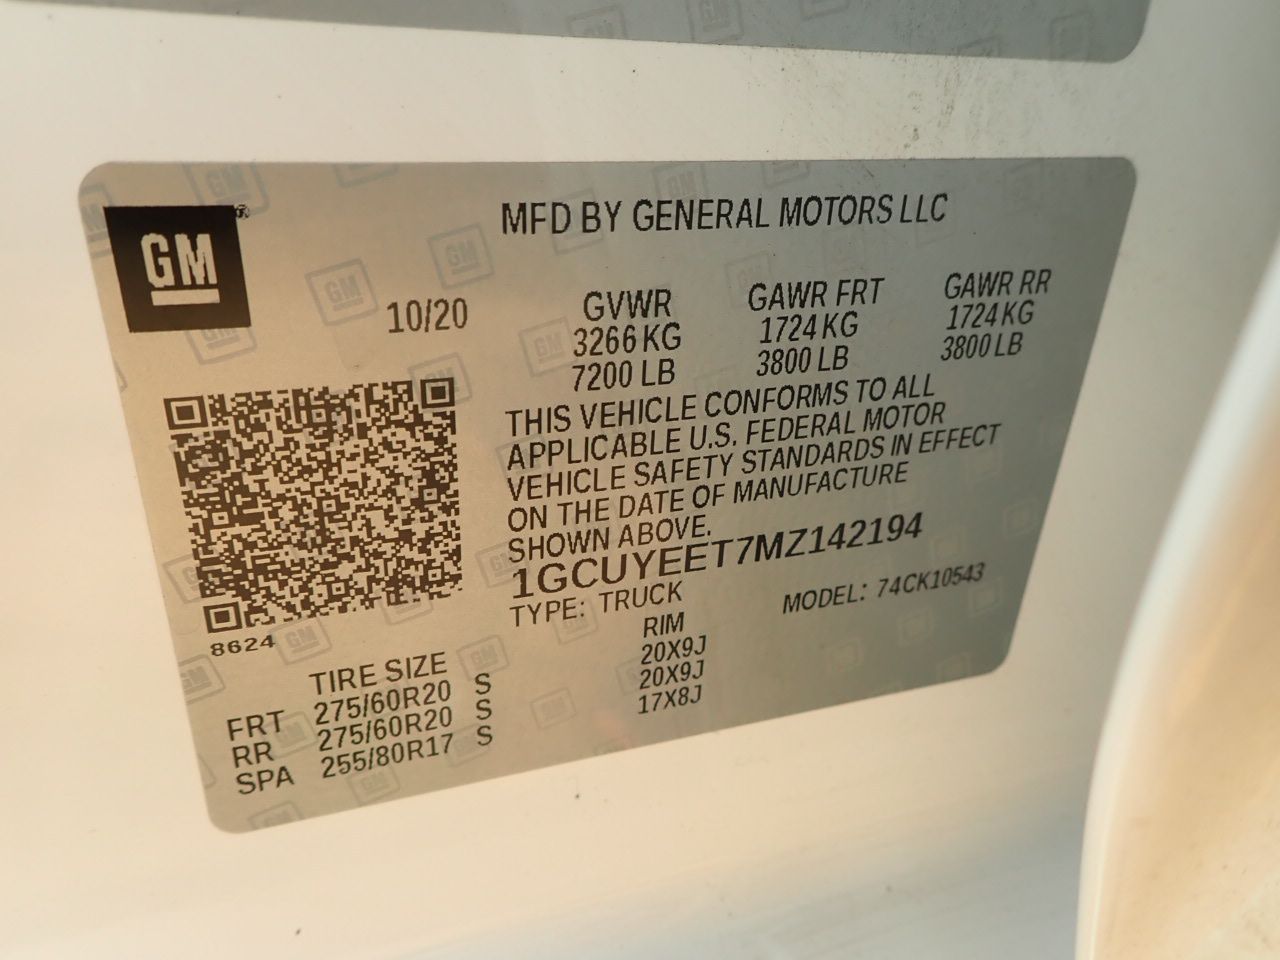 GM ®
MFD BY GENERAL MOTORS LLC
10/20
GVWR GAWR FRT GAWR RR
3266 KG 1724 KG 1724 KG
7200 LB 3800 LB 3800 LB
THIS VEHICLE CONFORMS TO ALL
APPLICABLE U.S. FEDERAL MOTOR
VEHICLE SAFETY STANDARDS IN EFFECT
ON THE DATE OF MANUFACTURE
SHOWN ABOVE.
1GCUYEET7MZ142194
TYPE: TRUCK MODEL: 74CK10543
8624
TIRE SIZE RIM
FRT 275/60R20 S 20X9J
RR 275/60R20 S 20X9J
SPA 255/80R17 S 17X8J